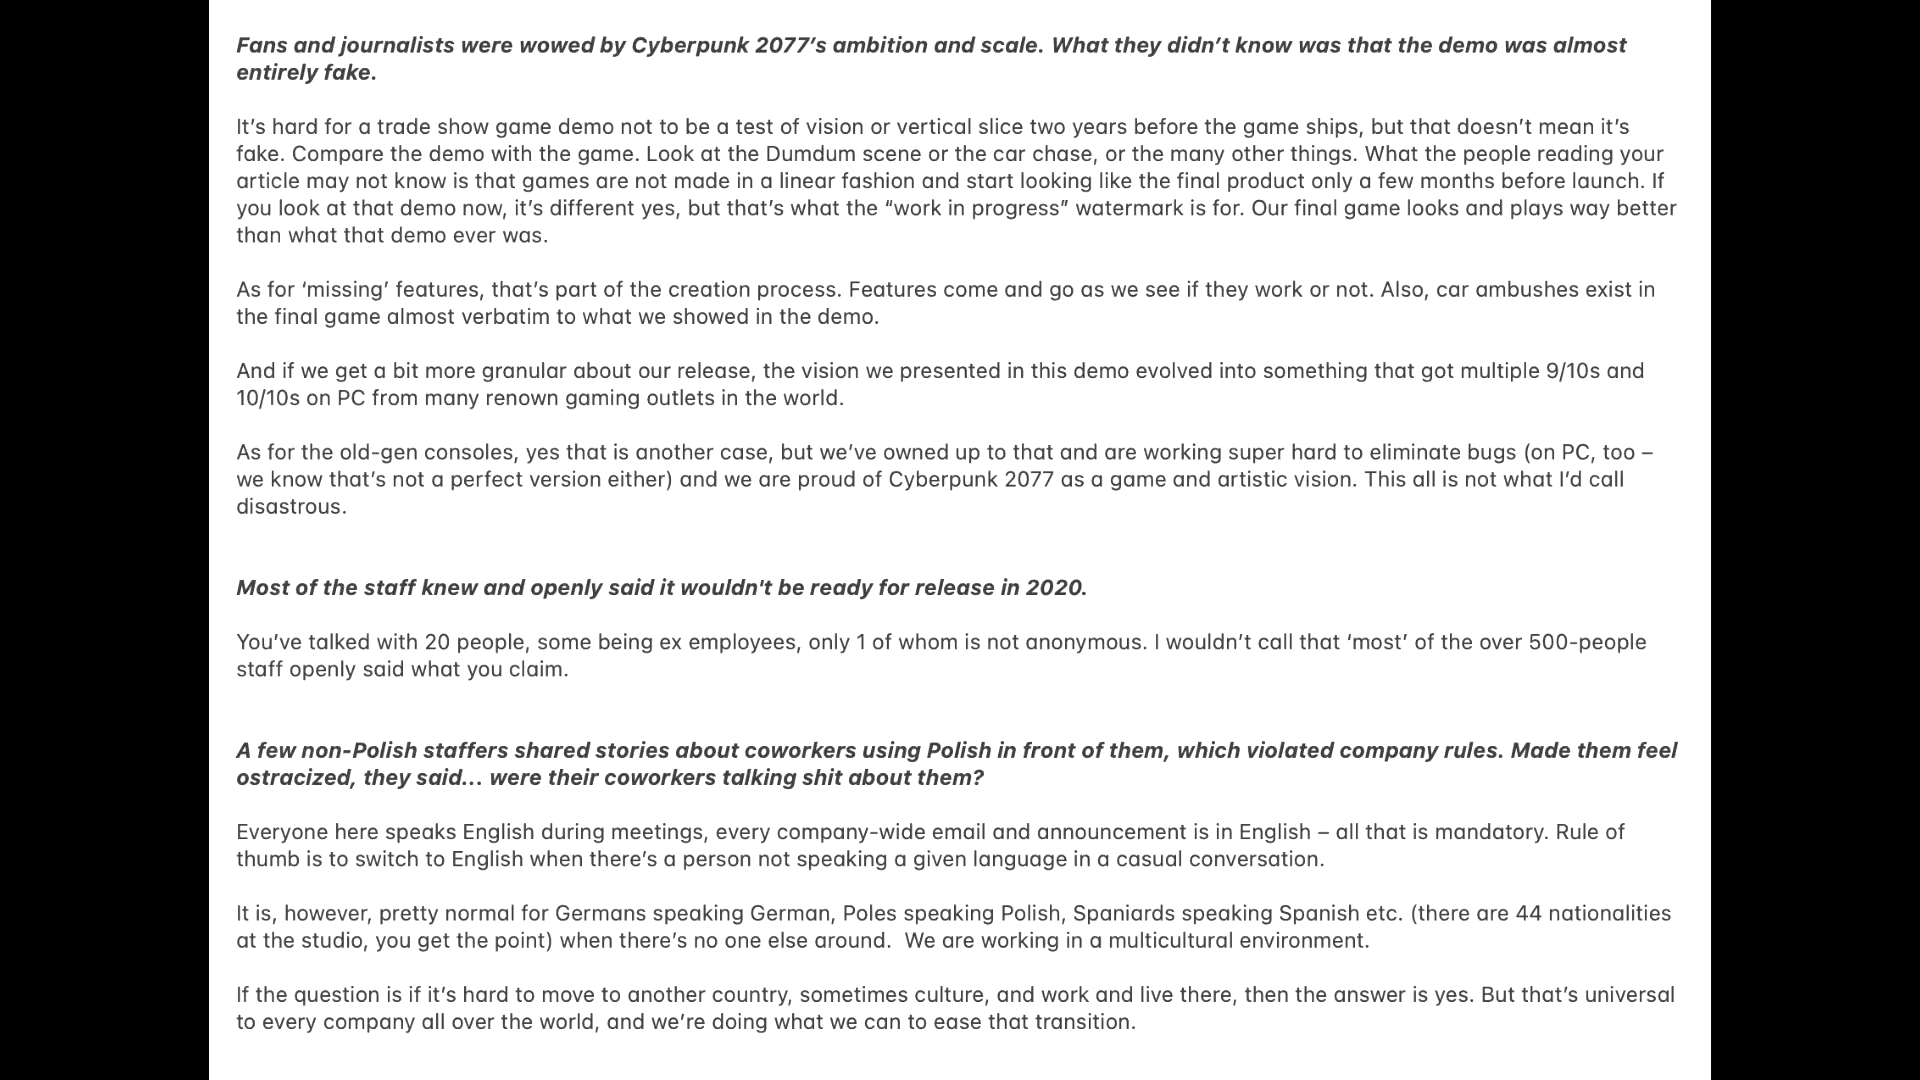 Fans and journalists were wowed by Cyberpunk 2077’s ambition and scale. What they didn’t know was that the demo was almost
entirely fake.
It’s hard for a trade show game demo not to be a test of vision or vertical slice two years before the game ships, but that doesn’t mean it’s
fake. Compare the demo with the game. Look at the Dumdum scene or the car chase, or the many other things. What the people reading your
article may not know is that games are not made in a linear fashion and start looking like the final product only a few months before launch. If
you look at that demo now, it’s different yes, but that’s what the “work in progress” watermark is for. Our final game looks and plays way better
than what that demo ever was.
As for ‘missing’ features, that’s part of the creation process. Features come and go as we see if they work or not. Also, car ambushes exist in
the final game almost verbatim to what we showed in the demo.
And if we get a bit more granular about our release, the vision we presented in this demo evolved into something that got multiple 9/10s and
10/10s on PC from many renown gaming outlets in the world.
As for the old-gen consoles, yes that is another case, but we’ve owned up to that and are working super hard to eliminate bugs (on PC, too –
we know that’s not a perfect version either) and we are proud of Cyberpunk 2077 as a game and artistic vision. This all is not what I’d call
disastrous.
Most of the staff knew and openly said it wouldn't be ready for release in 2020.
You’ve talked with 20 people, some being ex employees, only 1 of whom is not anonymous. I wouldn’t call that ‘most’ of the over 500-people
staff openly said what you claim.
A few non-Polish staffers shared stories about coworkers using Polish in front of them, which violated company rules. Made them feel
ostracized, they said... were their coworkers talking shit about them?
Everyone here speaks English during meetings, every company-wide email and announcement is in English – all that is mandatory. Rule of
thumb is to switch to English when there’s a person not speaking a given language in a casual conversation.
It is, however, pretty normal for Germans speaking German, Poles speaking Polish, Spaniards speaking Spanish etc. (there are 44 nationalities
at the studio, you get the point) when there’s no one else around.  We are working in a multicultural environment.
If the question is if it’s hard to move to another country, sometimes culture, and work and live there, then the answer is yes. But that’s universal
to every company all over the world, and we’re doing what we can to ease that transition.